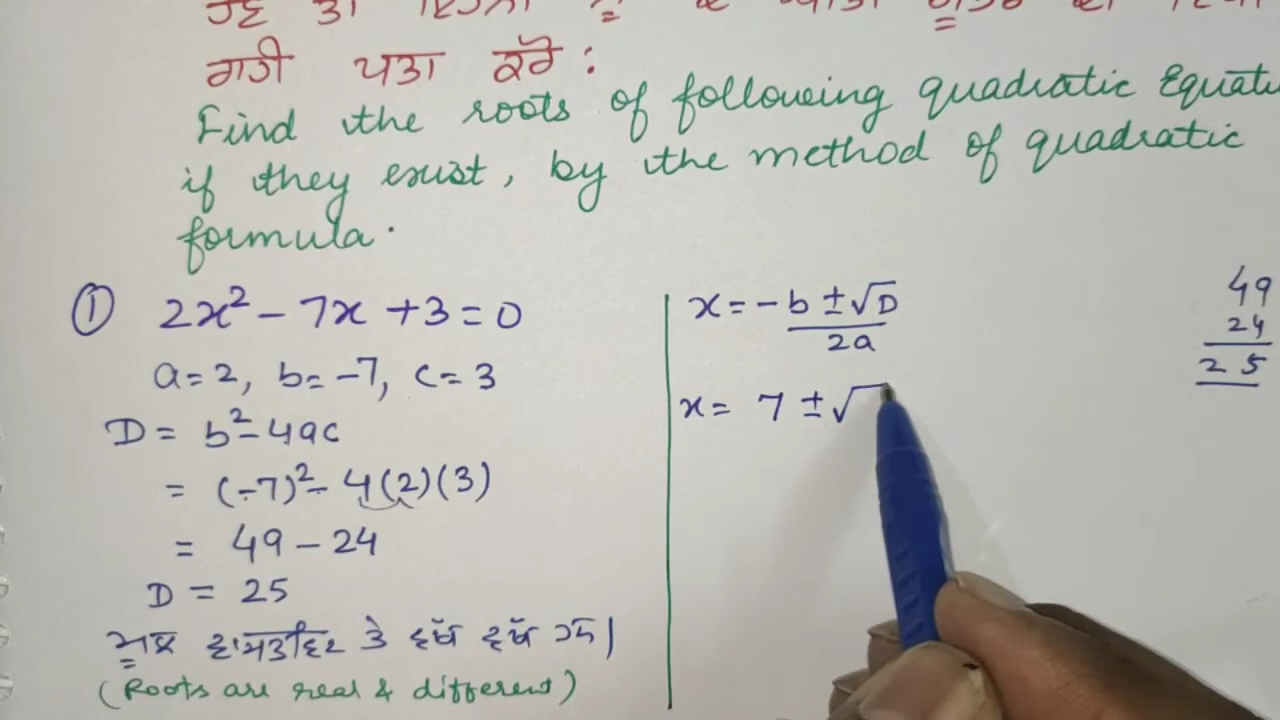 ਗਾਤੀ ਪਤਾ ਕਰੋ :
Find the roots of following quadratic
if they exist, by the method of quadratic
formula.
① 2x² - 7x + 3 = 0
a = 2, b = -7, c = 3
D = b² - 4ac
= (-7)² - 4(2)(3)
= 49 - 24
D = 25
ਮੂਲ ਵਾਸਤਵਿਕ ਤੇ ਵੱਖ ਵੱਖ ਹਨ।
(Roots are real & different)
x = -b ± √D
2a
x = 7 ± √
49
24
25